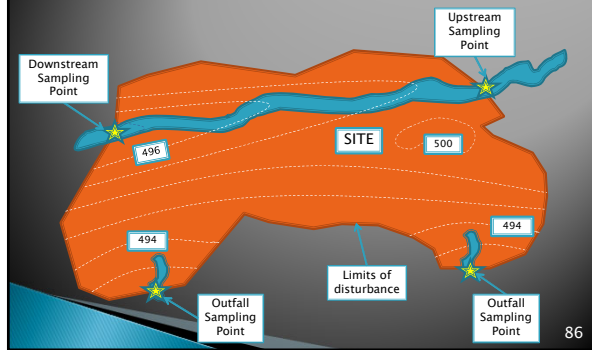 Upstream
Sampling
Point
Downstream
Sampling
Point
SITE
496
500
494
494
Limits of
disturbance
Outfall
Sampling
Point
Outfall
Sampling
Point
86